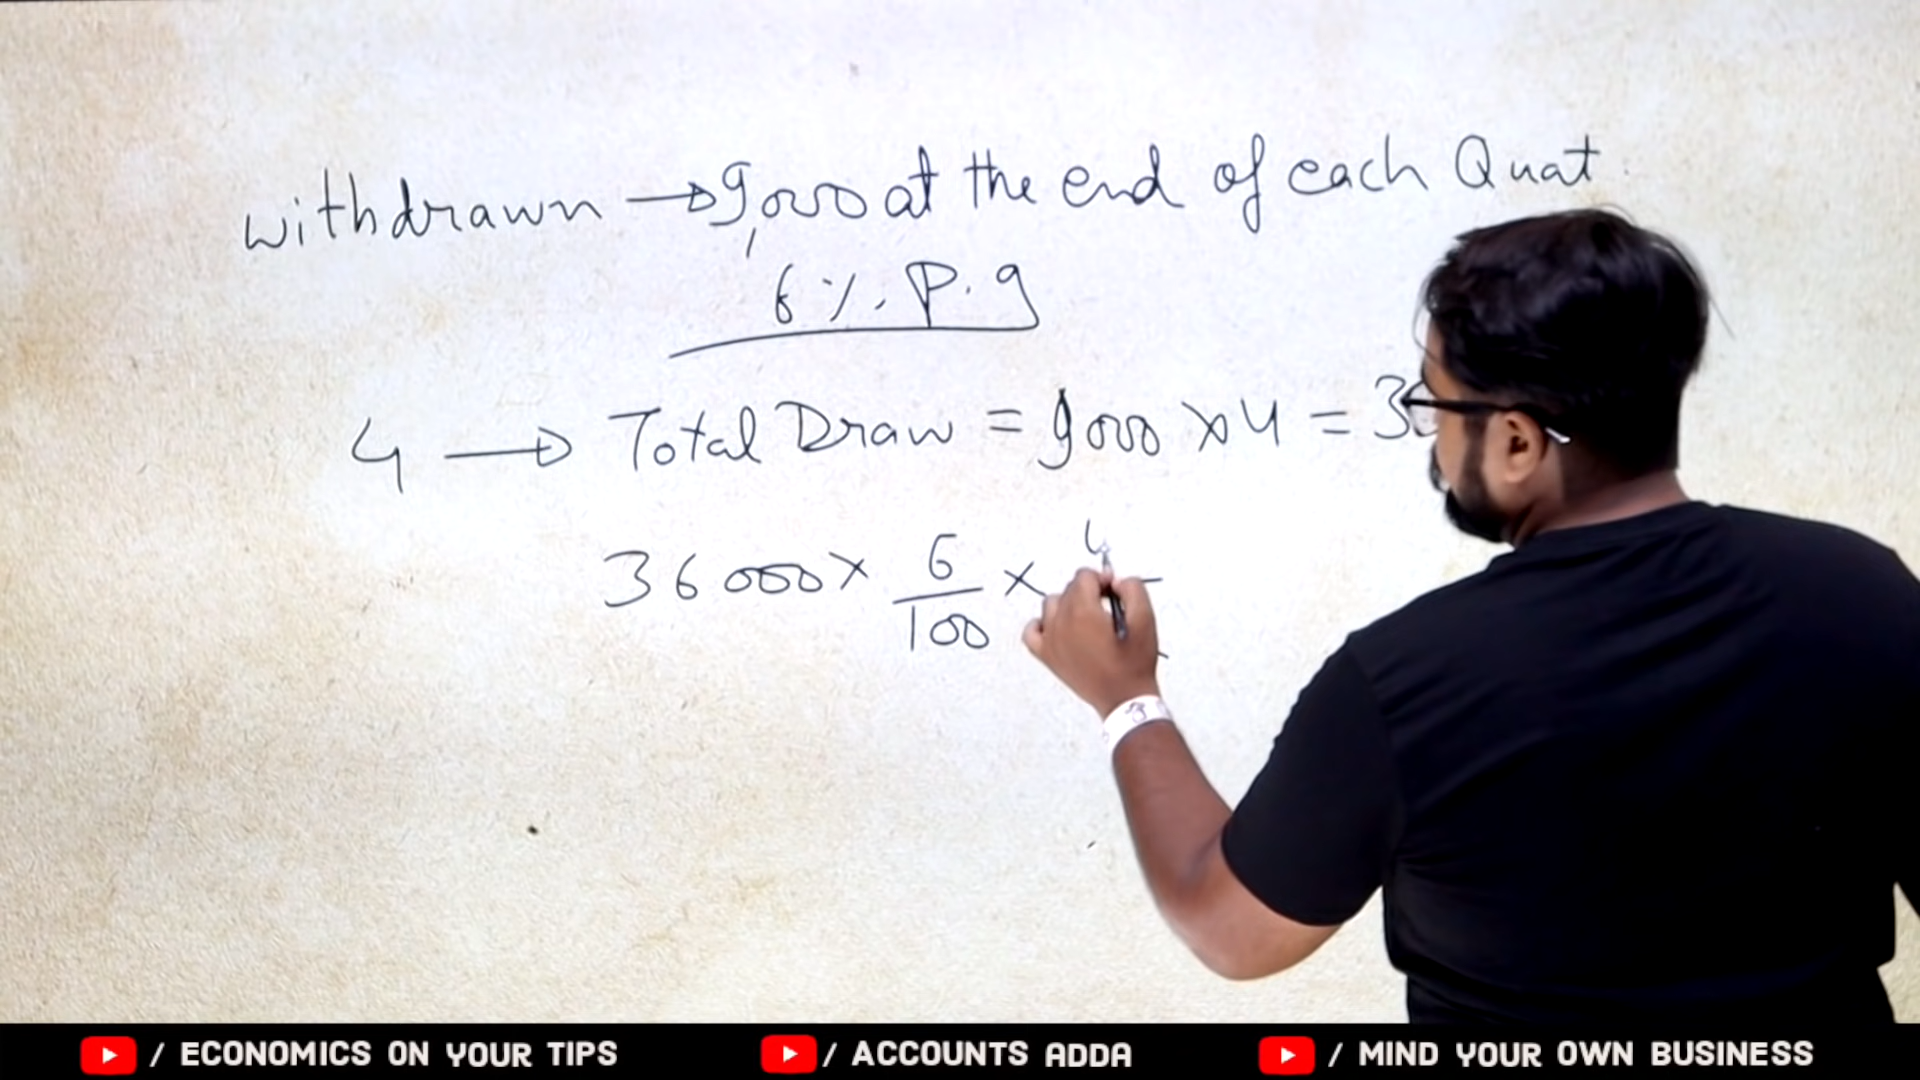 withdrawn → 9,000 at the end of each Quat
6 %. P.a
4 → Total Draw = 9000 x 4 = 3
36000 x 6/100 x 4
/ ECONOMICS ON YOUR TIPS
/ ACCOUNTS ADDA
/ MIND YOUR OWN BUSINESS